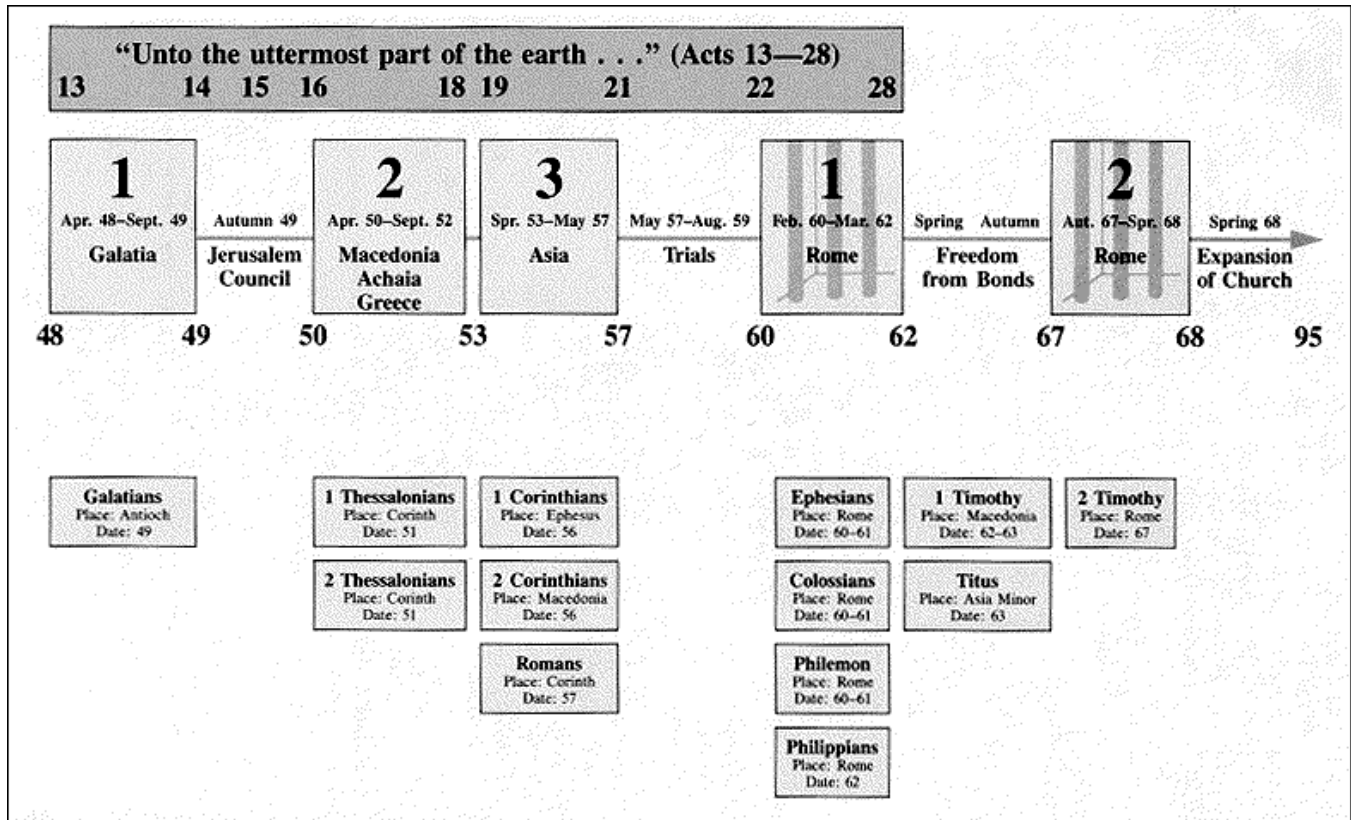 “Unto the uttermost part of the earth . . .” (Acts 13—28)
13 14 15 16 18 19 21 22 28
1
Apr. 48–Sept. 49
Galatia
Autumn 49
Jerusalem
Council
2
Apr. 50–Sept. 52
Macedonia
Achaia
Greece
3
Spr. 53–May 57
Asia
May 57–Aug. 59
Trials
1
Feb. 60–Mar. 62
Rome
Spring Autumn
Freedom
from Bonds
2
Aut. 67–Spr. 68
Rome
Spring 68
Expansion
of Church
48 49 50 53 57 60 62 67 68 95
Galatians
Place: Antioch
Date: 49
1 Thessalonians
Place: Corinth
Date: 51
2 Thessalonians
Place: Corinth
Date: 51
1 Corinthians
Place: Ephesus
Date: 56
2 Corinthians
Place: Macedonia
Date: 56
Romans
Place: Corinth
Date: 57
Ephesians
Place: Rome
Date: 60–61
Colossians
Place: Rome
Date: 60–61
Philemon
Place: Rome
Date: 60–61
Philippians
Place: Rome
Date: 62
1 Timothy
Place: Macedonia
Date: 62–63
Titus
Place: Asia Minor
Date: 63
2 Timothy
Place: Rome
Date: 67